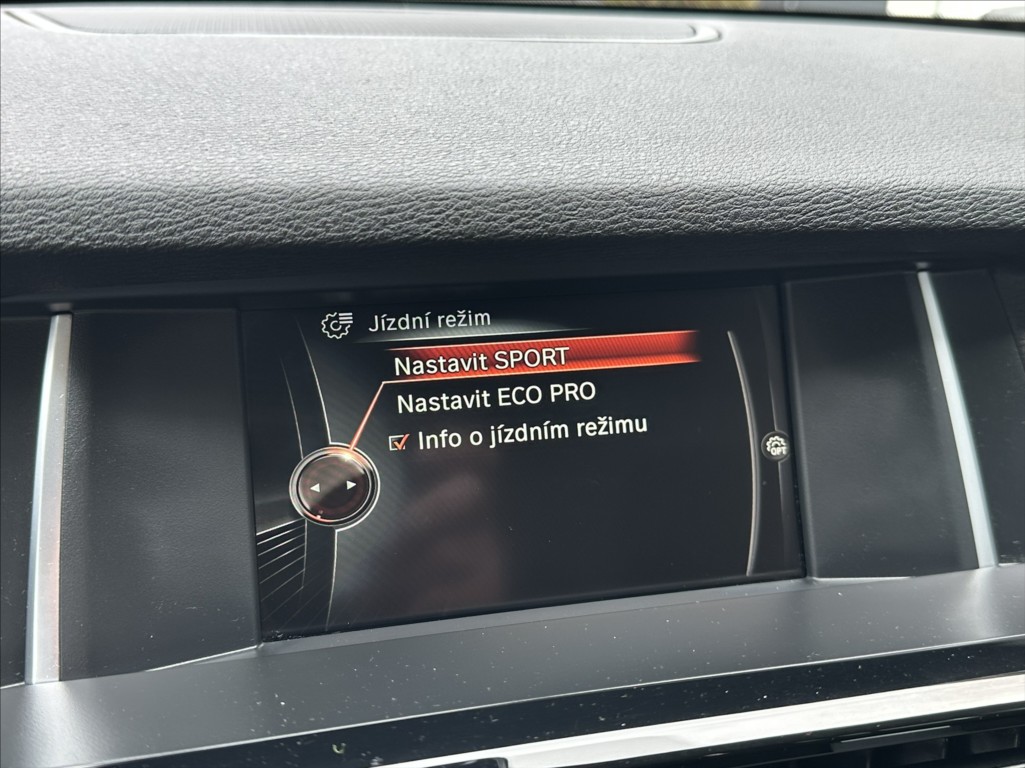 Jízdní režim
Nastavit SPORT
Nastavit ECO PRO
Info o jízdním režimu
OPT